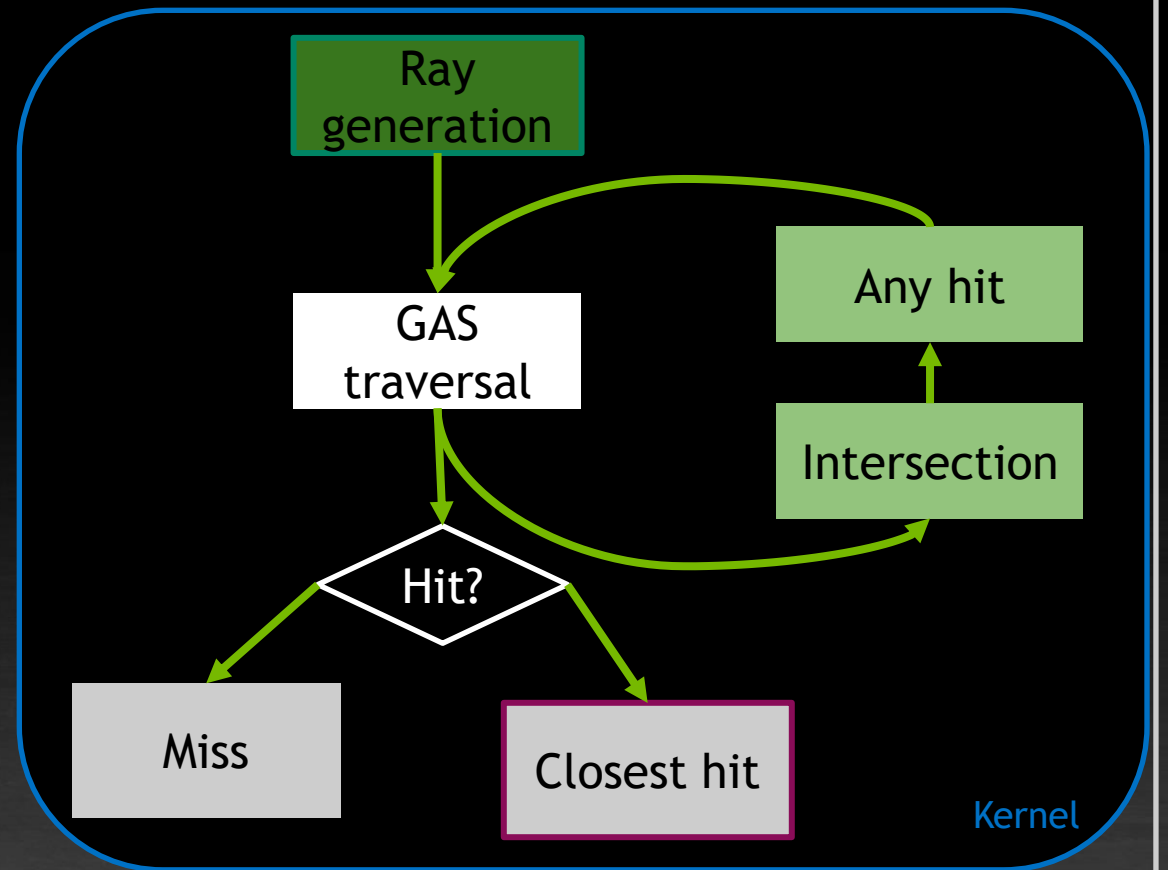 Ray
generation
GAS
traversal
Any hit
Intersection
Hit?
Miss
Closest hit
Kernel